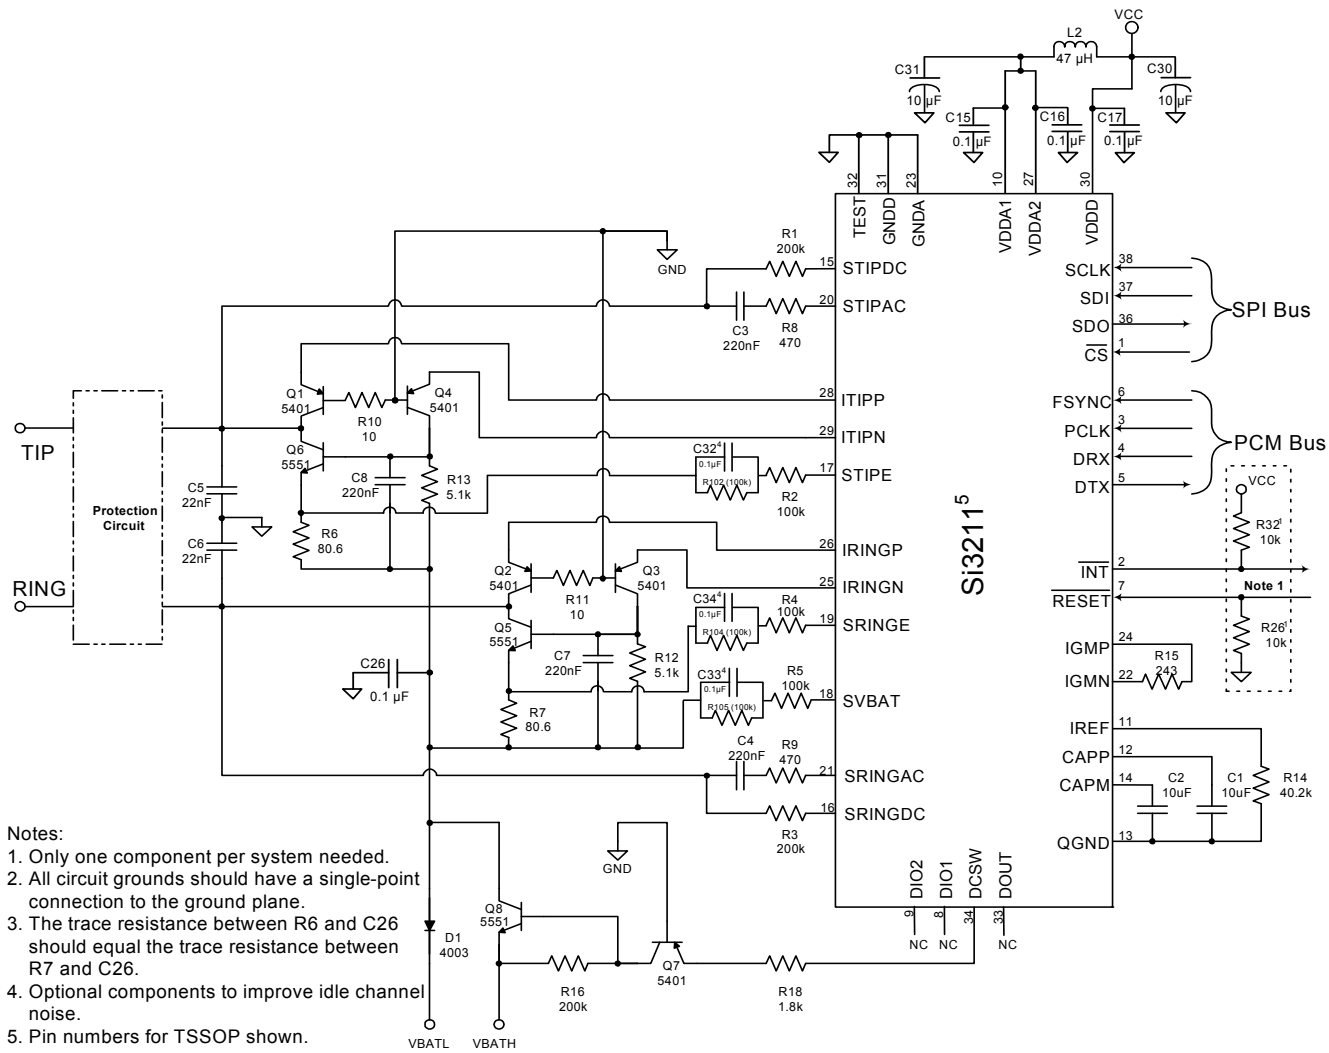 VCC
L2
47 µH
C31
10 µF
C30
10 µF
C15
0.1 µF
C16
0.1 µF
C17
0.1 µF
32
31
23
10
27
30
TEST
GNDD
GNDA
VDDA1
VDDA2
VDDD
GND
R1
200k
15
STIPDC
20
STIPAC
C3
220nF
R8
470
SCLK
38
SDI
37
SDO
36
CS
1
SPI Bus
Q1
5401
R10
10
Q4
5401
28
ITIPP
29
ITIPN
FSYNC
6
PCLK
3
DRX
4
DTX
5
PCM Bus
TIP
Q6
5551
C8
220nF
R13
5.1k
C32⁴
0.1µF
R102 (100k)
R2
100k
17
STIPE
C5
22nF
C6
22nF
Protection
Circuit
R6
80.6
VCC
R32¹
10k
Si3211⁵
26
IRINGP
25
IRINGN
INT
2
Note 1
RESET
7
RING
Q2
5401
R11
10
Q3
5401
C34⁴
0.1µF
R104 (100k)
R4
100k
19
SRINGE
R26¹
10k
Q5
5551
C7
220nF
R12
5.1k
IGMP
24
R15
243
IGMN
22
C26
0.1 µF
C33⁴
0.1µF
R105 (100k)
R5
100k
18
SVBAT
R7
80.6
IREF
11
CAPP
12
CAPM
14
C2
10uF
C1
10uF
R14
40.2k
QGND
13
C4
220nF
R9
470
21
SRINGAC
16
SRINGDC
R3
200k
GND
DIO2
DIO1
DCSW
DOUT
9
8
34
33
NC
NC
NC
Q8
5551
D1
4003
R16
200k
Q7
5401
R18
1.8k
VBATL
VBATH
Notes:
1. Only one component per system needed.
2. All circuit grounds should have a single-point
connection to the ground plane.
3. The trace resistance between R6 and C26
should equal the trace resistance between
R7 and C26.
4. Optional components to improve idle channel
noise.
5. Pin numbers for TSSOP shown.